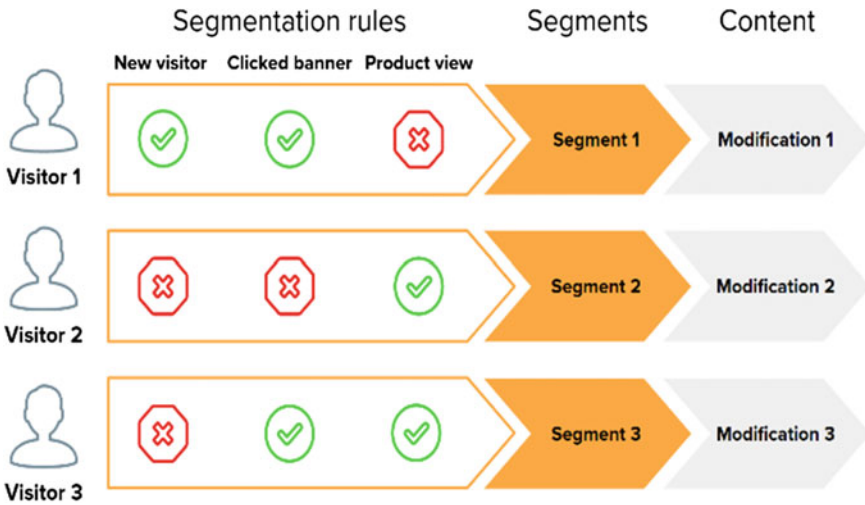 Segmentation rules Segments Content
New visitor Clicked banner Product view
Segment 1 Modification 1
Visitor 1
Segment 2 Modification 2
Visitor 2
Segment 3 Modification 3
Visitor 3